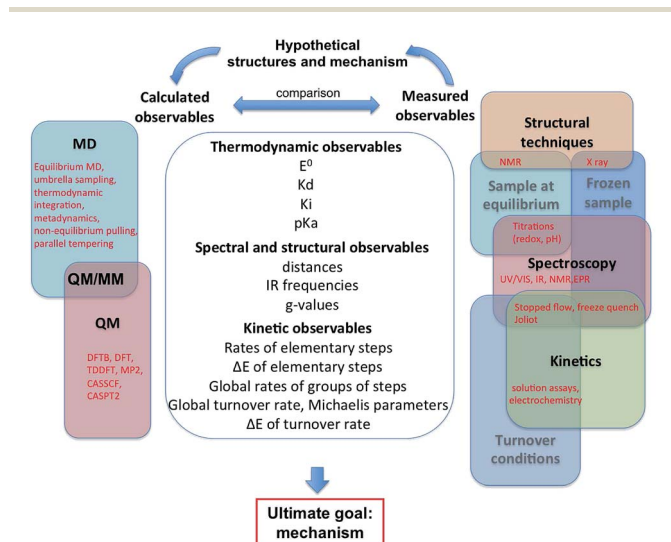 Hypothetical
structures and mechanism
Calculated
observables
comparison
Measured
observables
MD
Equilibrium MD,
umbrella sampling,
thermodynamic
integration,
metadynamics,
non-equilibrium pulling,
parallel tempering
QM/MM
QM
DFTB, DFT,
TDDFT, MP2,
CASSCF,
CASPT2
Thermodynamic observables
E⁰
Kd
Ki
pKa
Spectral and structural observables
distances
IR frequencies
g-values
Kinetic observables
Rates of elementary steps
ΔE of elementary steps
Global rates of groups of steps
Global turnover rate, Michaelis parameters
ΔE of turnover rate
Structural
techniques
NMR
X ray
Sample at
equilibrium
Frozen
sample
Titrations
(redox, pH)
Spectroscopy
UV/VIS, IR, NMR,EPR
Stopped flow, freeze quench
Joliot
Kinetics
solution assays,
electrochemistry
Turnover
conditions
Ultimate goal:
mechanism